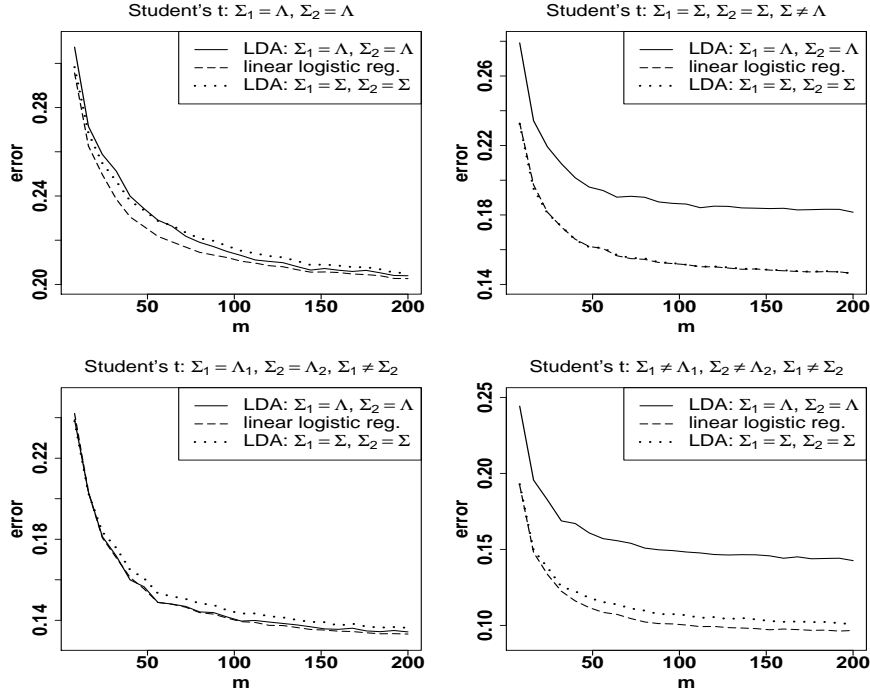 Student's t: Σ₁ = Λ, Σ₂ = Λ
LDA: Σ₁ = Λ, Σ₂ = Λ
linear logistic reg.
LDA: Σ₁ = Σ, Σ₂ = Σ
error
0.20
0.24
0.28
50
100
150
200
m
Student's t: Σ₁ = Σ, Σ₂ = Σ, Σ ≠ Λ
LDA: Σ₁ = Λ, Σ₂ = Λ
linear logistic reg.
LDA: Σ₁ = Σ, Σ₂ = Σ
error
0.14
0.18
0.22
0.26
50
100
150
200
m
Student's t: Σ₁ = Λ₁, Σ₂ = Λ₂, Σ₁ ≠ Σ₂
LDA: Σ₁ = Λ, Σ₂ = Λ
linear logistic reg.
LDA: Σ₁ = Σ, Σ₂ = Σ
error
0.14
0.18
0.22
50
100
150
200
m
Student's t: Σ₁ ≠ Λ₁, Σ₂ ≠ Λ₂, Σ₁ ≠ Σ₂
LDA: Σ₁ = Λ, Σ₂ = Λ
linear logistic reg.
LDA: Σ₁ = Σ, Σ₂ = Σ
error
0.10
0.15
0.20
0.25
50
100
150
200
m